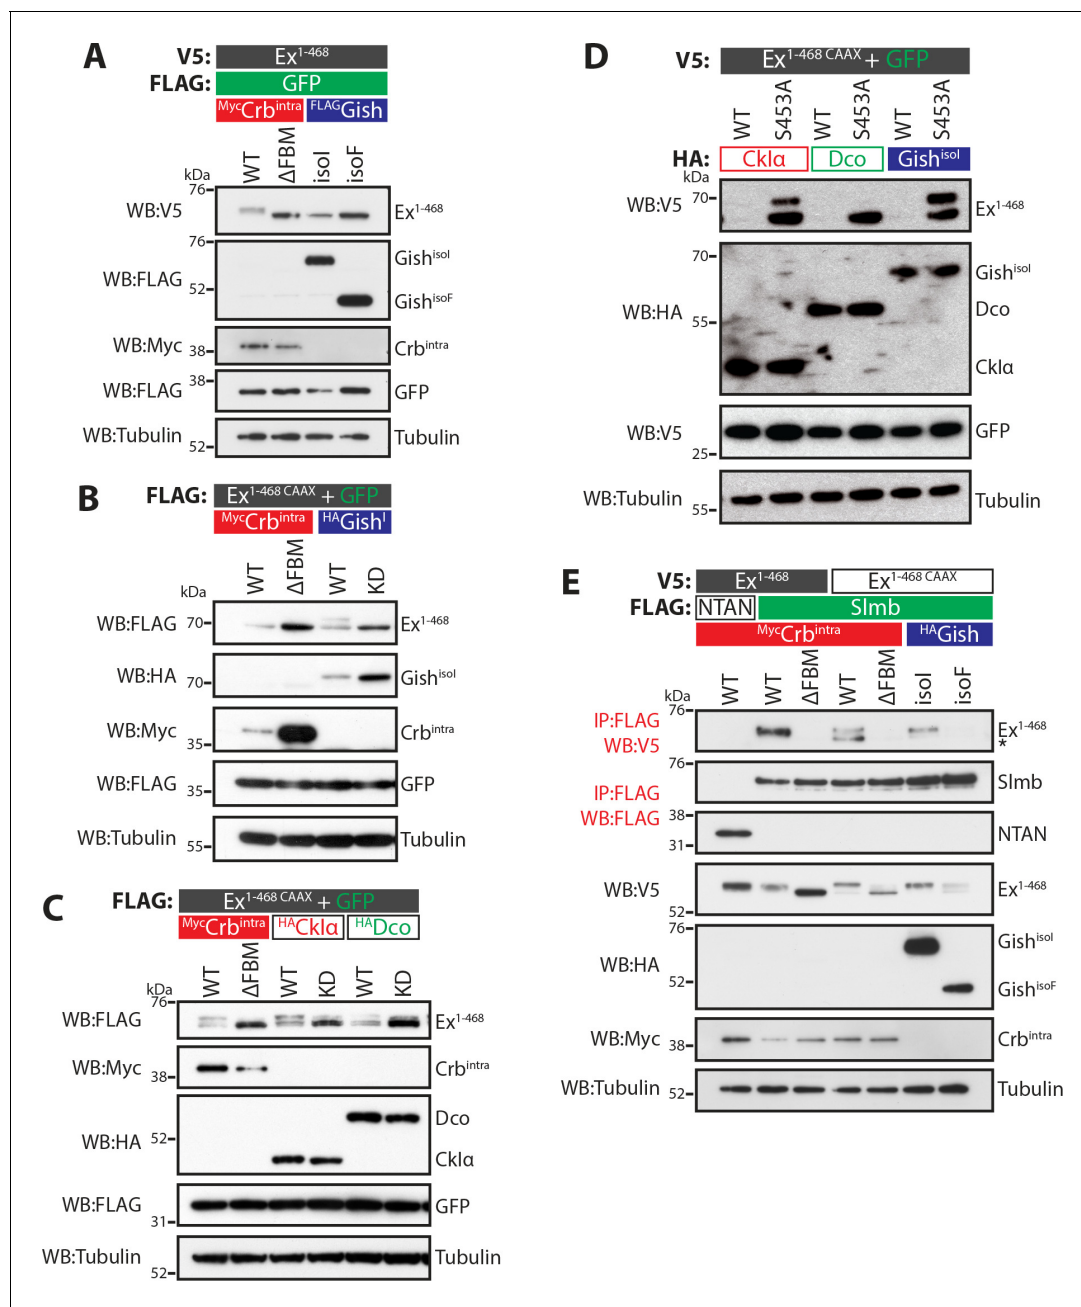 A
V5: Ex1-468
FLAG: GFP
MycCrbintra FLAGGish
WT ΔFBM isoI isoF
kDa
76
WB:V5 Ex1-468
76
Gishisol
WB:FLAG 52
GishisoF
WB:Myc 38 Crbintra
38
WB:FLAG GFP
WB:Tubulin 52 Tubulin
B
FLAG: Ex1-468 CAAX + GFP
MycCrbintra HAGishI
WT ΔFBM WT KD
kDa
WB:FLAG 70 Ex1-468
WB:HA 70 Gishisol
WB:Myc 35 Crbintra
WB:FLAG 35 GFP
WB:Tubulin 55 Tubulin
C
FLAG: Ex1-468 CAAX + GFP
MycCrbintra HACkIα HADco
WT ΔFBM WT KD WT KD
kDa
76
WB:FLAG Ex1-468
WB:Myc 38 Crbintra
Dco
WB:HA 52
CkIα
WB:FLAG 31 GFP
WB:Tubulin 52 Tubulin
D
V5: Ex1-468 CAAX + GFP
WT S453A WT S453A WT S453A
HA: CkIα Dco Gishisol
kDa
WB:V5 70 Ex1-468
70
Gishisol
WB:HA 55 Dco
CkIα
WB:V5 25 GFP
WB:Tubulin 55 Tubulin
E
V5: Ex1-468 Ex1-468 CAAX
FLAG: NTAN Slmb
MycCrbintra HAGish
WT WT ΔFBM WT ΔFBM isoI isoF
kDa
76
IP:FLAG Ex1-468
WB:V5 *
76
IP:FLAG Slmb
WB:FLAG 38
31 NTAN
WB:V5 52 Ex1-468
76
Gishisol
WB:HA 52
GishisoF
WB:Myc 38 Crbintra
WB:Tubulin 52 Tubulin